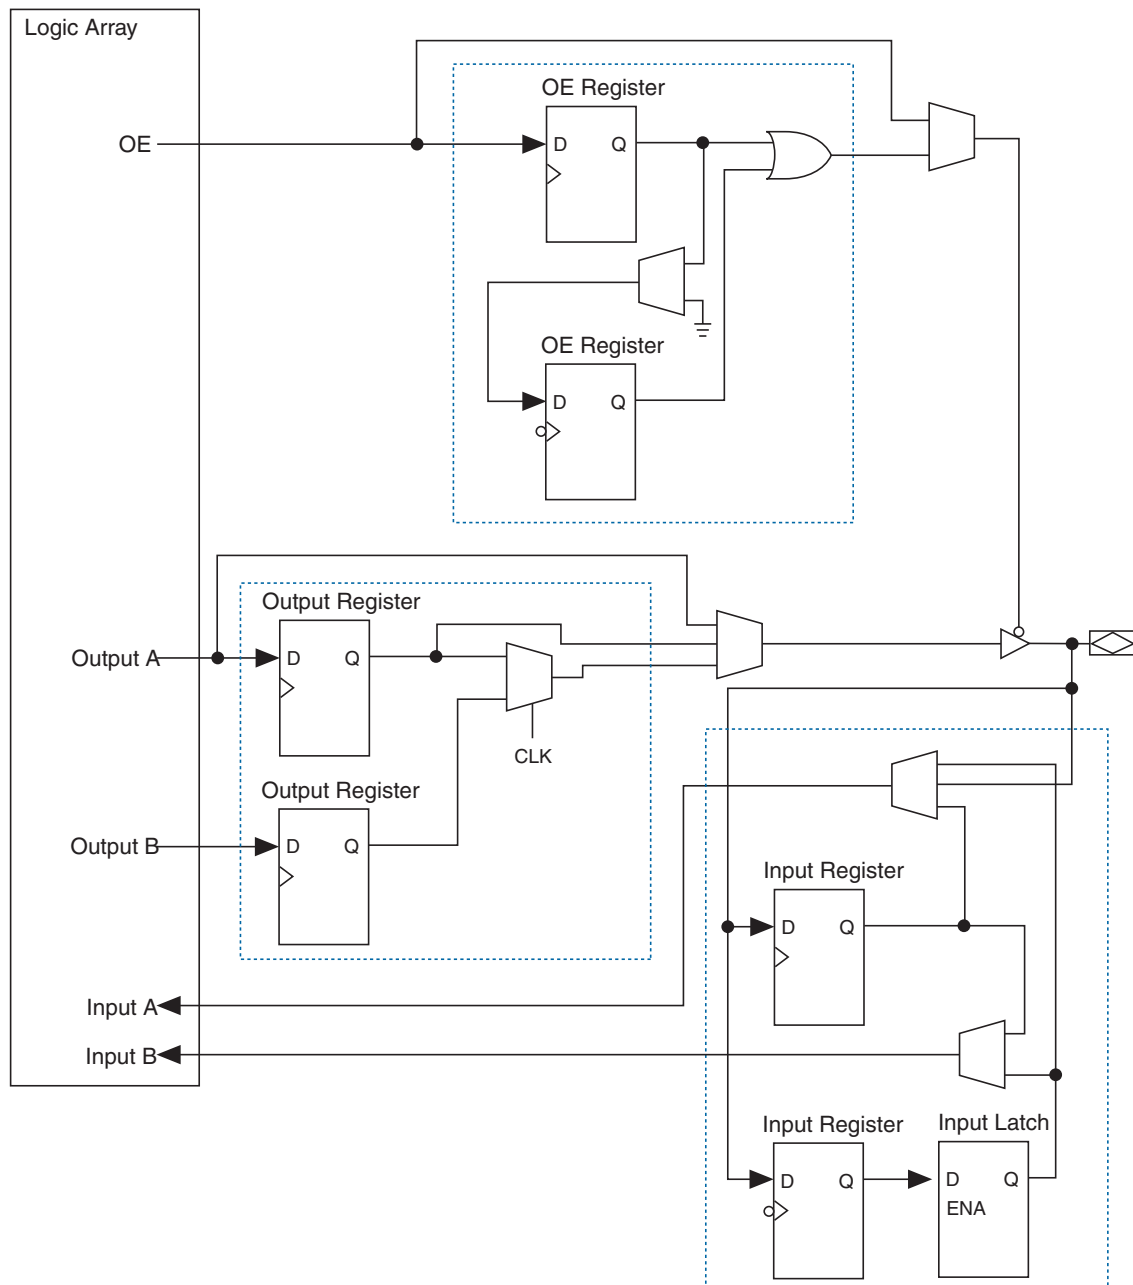 Logic Array
OE Register
OE
D Q
OE Register
D Q
Output Register
Output A
D Q
CLK
Output Register
Output B
D Q
Input Register
D Q
Input A
Input B
Input Register
Input Latch
D Q
D Q
ENA